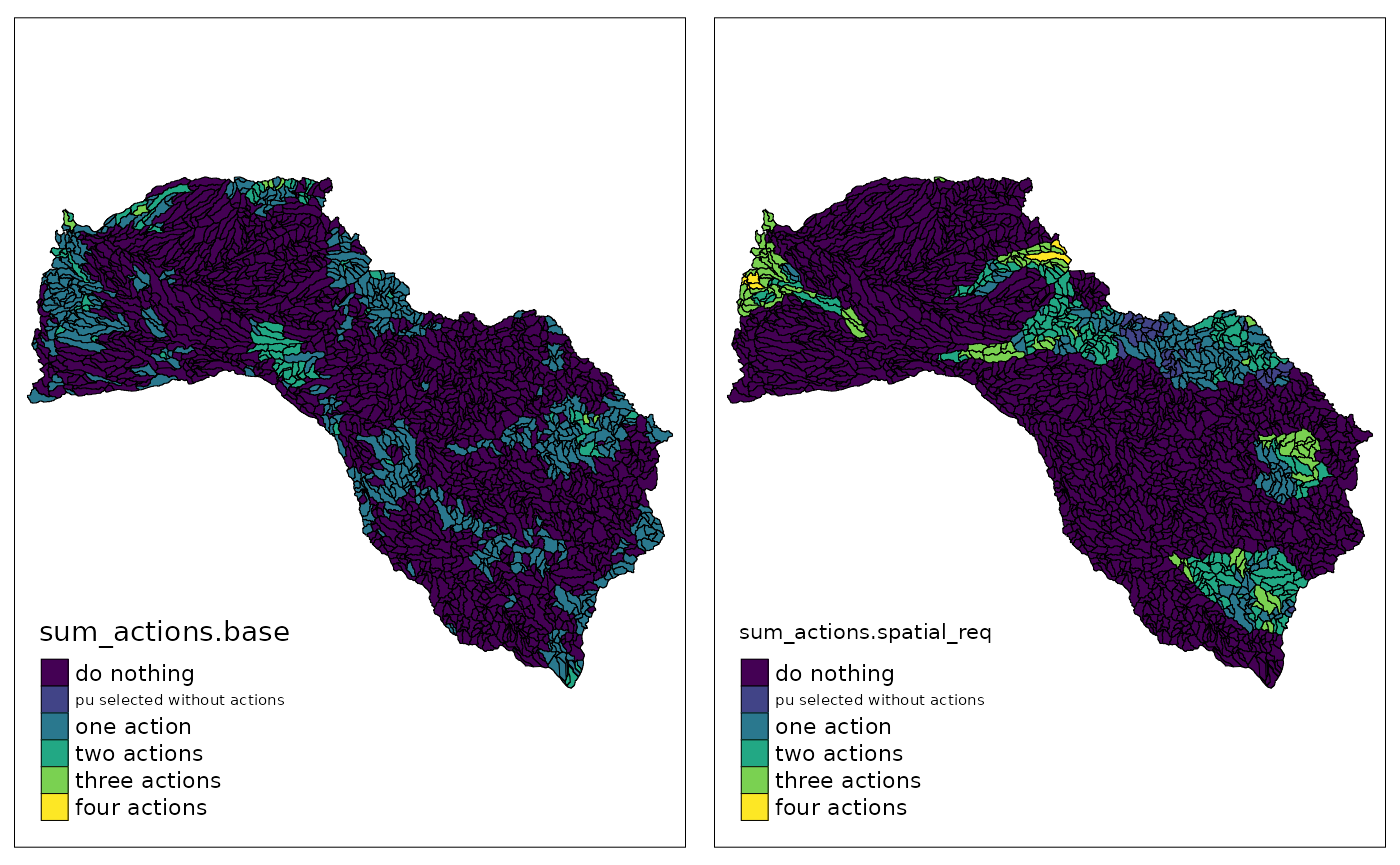 sum_actions.base
do nothing
pu selected without actions
one action
two actions
three actions
four actions
sum_actions.spatial_req
do nothing
pu selected without actions
one action
two actions
three actions
four actions